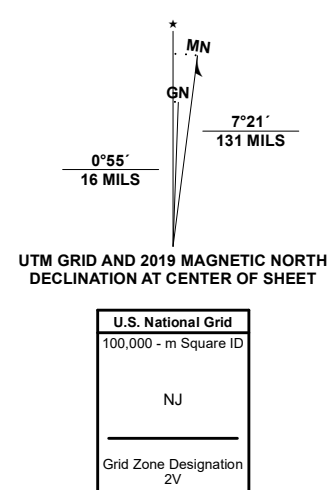 ★
MN
GN
7°21´
131 MILS
0°55´
16 MILS
UTM GRID AND 2019 MAGNETIC NORTH
DECLINATION AT CENTER OF SHEET
U.S. National Grid
100,000 - m Square ID
NJ
Grid Zone Designation
2V